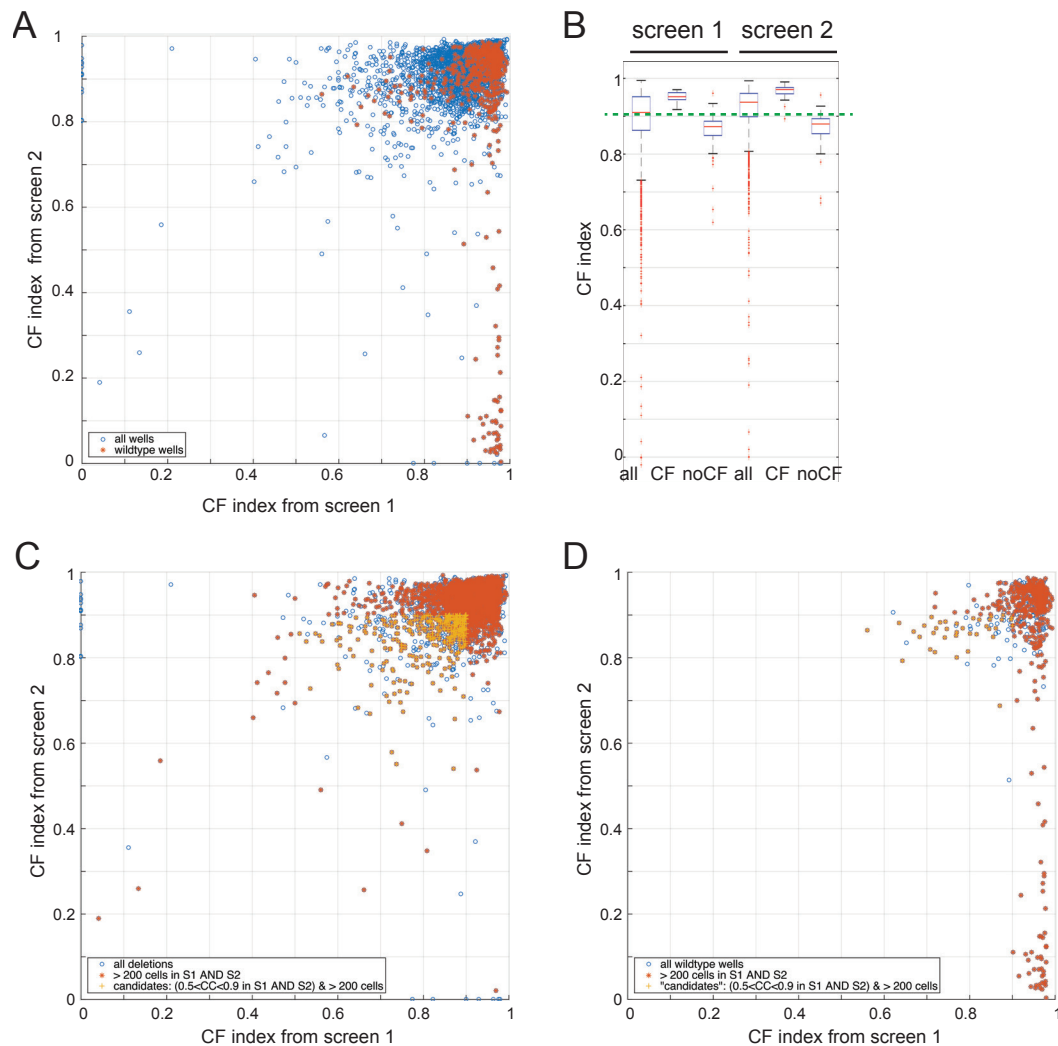 A
1
0.8
0.6
0.4
0.2
0
0
0.2
0.4
0.6
0.8
1
CF index from screen 2
CF index from screen 1
all wells
wildtype wells
B
screen 1
screen 2
1
0.9
0.8
0.6
0.4
0.2
0
CF index
all CF noCF all CF noCF
C
1
0.8
0.6
0.4
0.2
0
0
0.2
0.4
0.6
0.8
1
CF index from screen 2
CF index from screen 1
all deletions
> 200 cells in S1 AND S2
candidates: (0.5<CC<0.9 in S1 AND S2) & > 200 cells
D
1
0.8
0.6
0.4
0.2
0
0
0.2
0.4
0.6
0.8
1
CF index from screen 2
CF index from screen 1
all wildtype wells
> 200 cells in S1 AND S2
"candidates": (0.5<CC<0.9 in S1 AND S2) & > 200 cells